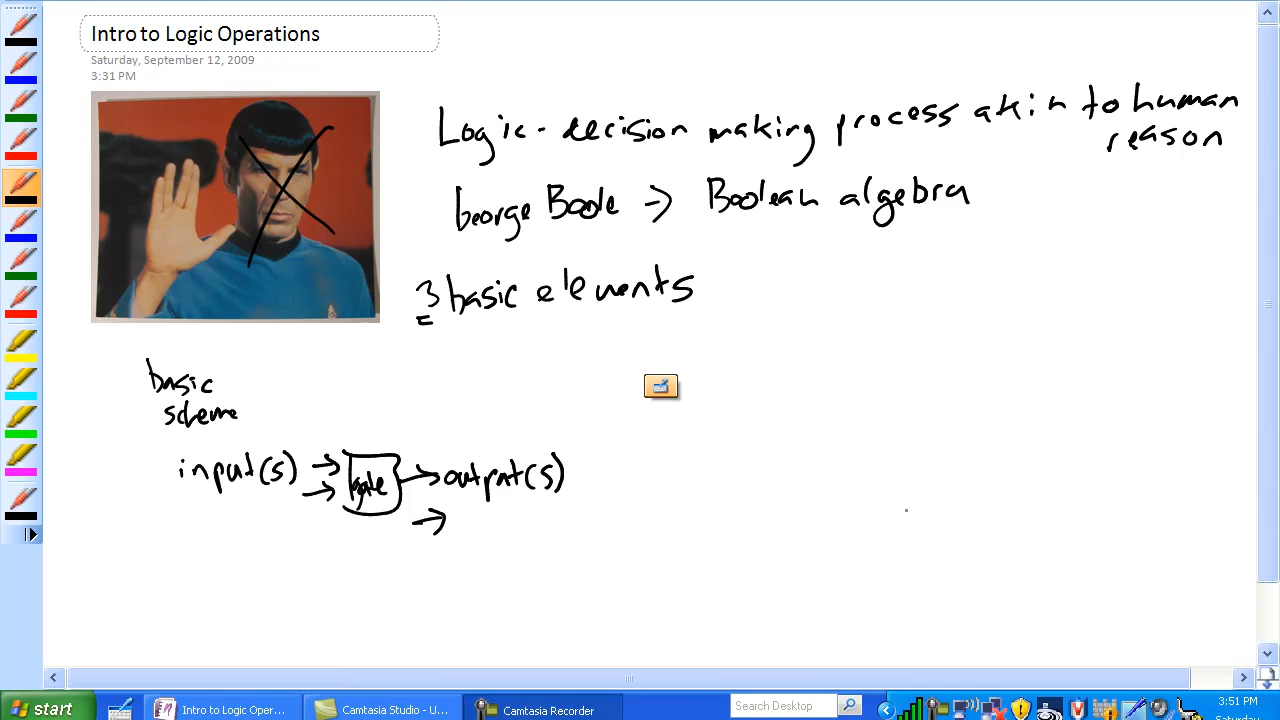 Intro to Logic Operations
Saturday, September 12, 2009
3:31 PM
Logic - decision making process akin to human
reason
George Boole → Boolean algebra
3 basic elements
basic
scheme
input(s) → gate → output(s)
→ →
start
Intro to Logic Oper...
Camtasia Studio - U...
Camtasia Recorder
Search Desktop
3:51 PM
Saturday